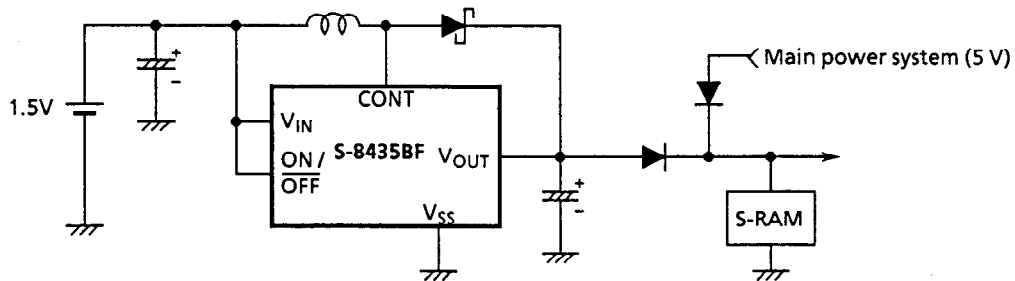 Main power system (5 V)
CONT
1.5V
+
-
VIN
S-8435BF
ON /
OFF
VOUT
+
-
VSS
S-RAM